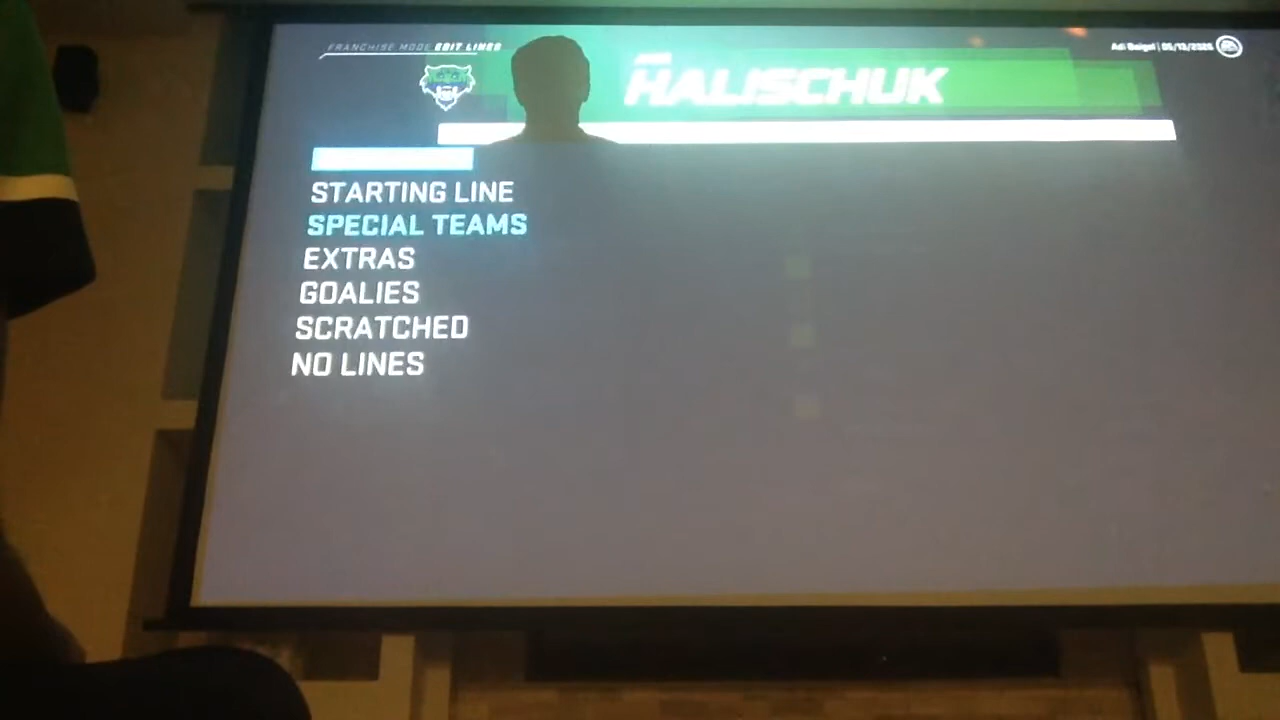 FRANCHISE MODE EDIT LINES
HALISCHUK
STARTING LINE
SPECIAL TEAMS
EXTRAS
GOALIES
SCRATCHED
NO LINES